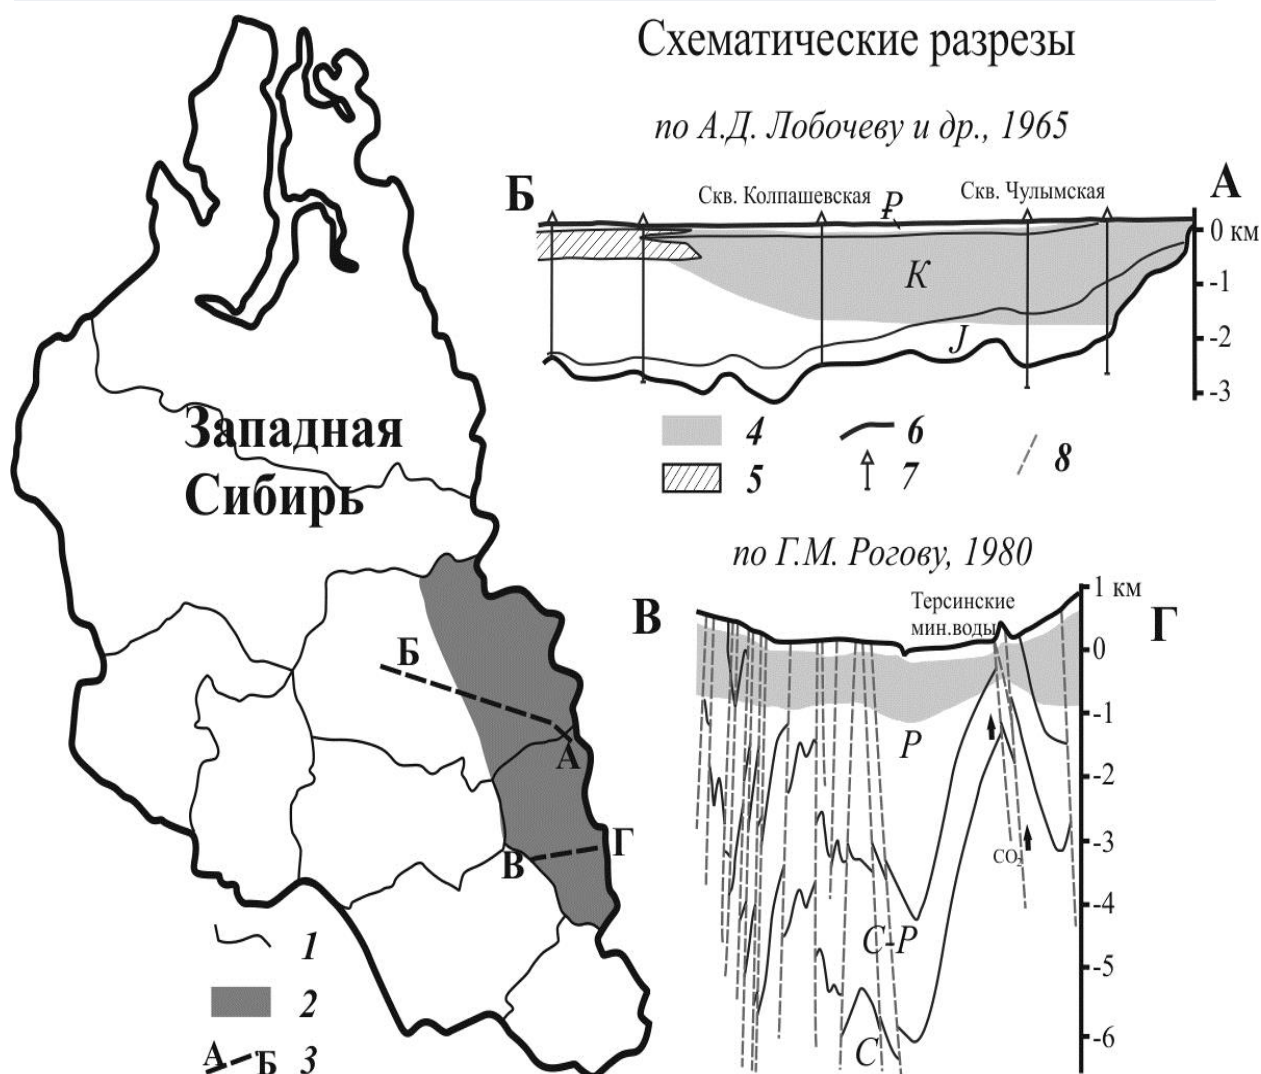 Схематические разрезы
по А.Д. Лобочеву и др., 1965
Б
Скв. Колпашевская
₽
Скв. Чулымская
А
0 км
К
-1
J
-2
-3
4
5
6
7
8
Западная
Сибирь
по Г.М. Рогову, 1980
В
Терсинские
мин.воды
1 км
Г
0
-1
P
-2
-3
CO2
-4
C-P
-5
-6
C
Б
А
В
Г
1
2
А Б 3